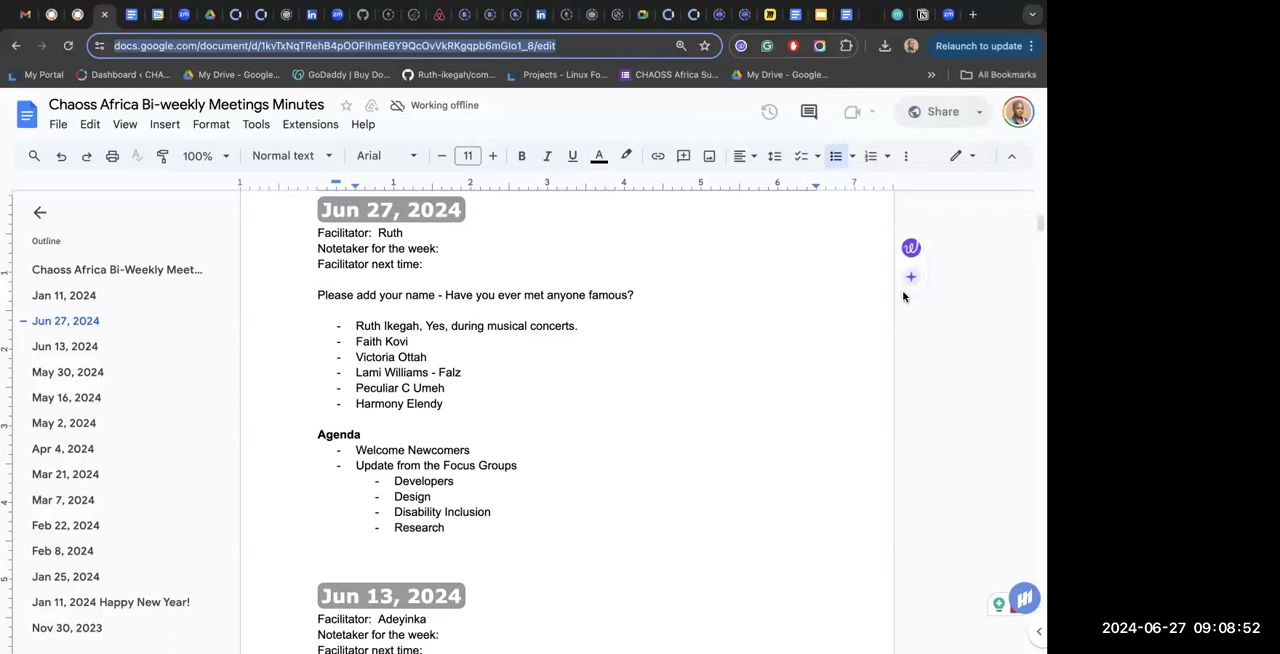 docs.google.com/document/d/1kvTxNqTRehB4pOOFIhmE6Y9QcOvVkRKgqpb6mGlo1_8/edit
Relaunch to update
My Portal
Dashboard ‹ CHA...
My Drive - Google...
GoDaddy | Buy Do...
Ruth-ikegah/com...
Projects - Linux Fo...
CHAOSS Africa Su...
My Drive - Google...
»
All Bookmarks
Chaoss Africa Bi-weekly Meetings Minutes
Working offline
File Edit View Insert Format Tools Extensions Help
Share
100% Normal text Arial − 11 + B I U A
1 1 2 3 4 5 6 7
Outline
Chaoss Africa Bi-Weekly Meet...
Jan 11, 2024
Jun 27, 2024
Jun 13, 2024
May 30, 2024
May 16, 2024
May 2, 2024
Apr 4, 2024
Mar 21, 2024
Mar 7, 2024
Feb 22, 2024
Feb 8, 2024
Jan 25, 2024
Jan 11, 2024 Happy New Year!
Nov 30, 2023
Jun 27, 2024
Facilitator: Ruth
Notetaker for the week:
Facilitator next time:
Please add your name - Have you ever met anyone famous?
- Ruth Ikegah, Yes, during musical concerts.
- Faith Kovi
- Victoria Ottah
- Lami Williams - Falz
- Peculiar C Umeh
- Harmony Elendy
Agenda
- Welcome Newcomers
- Update from the Focus Groups
- Developers
- Design
- Disability Inclusion
- Research
Jun 13, 2024
Facilitator: Adeyinka
Notetaker for the week:
Facilitator next time:
2024-06-27 09:08:52